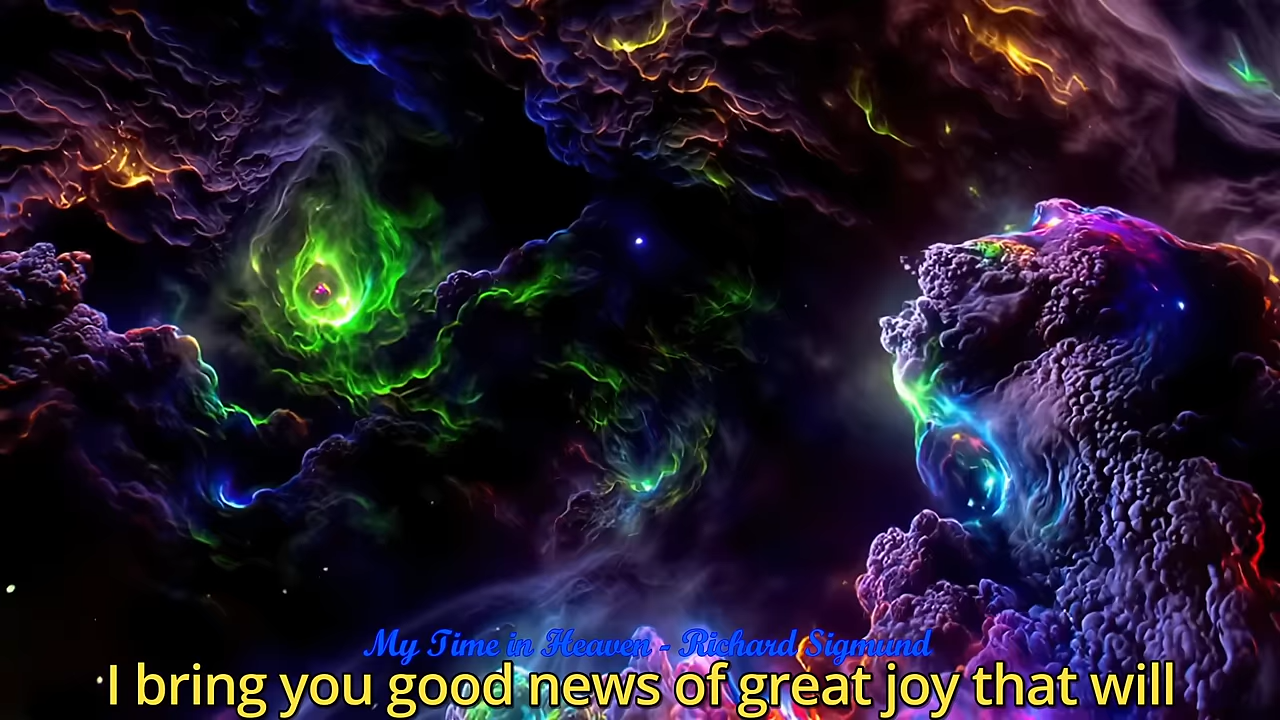 My Time in Heaven - Richard Sigmund
I bring you good news of great joy that will